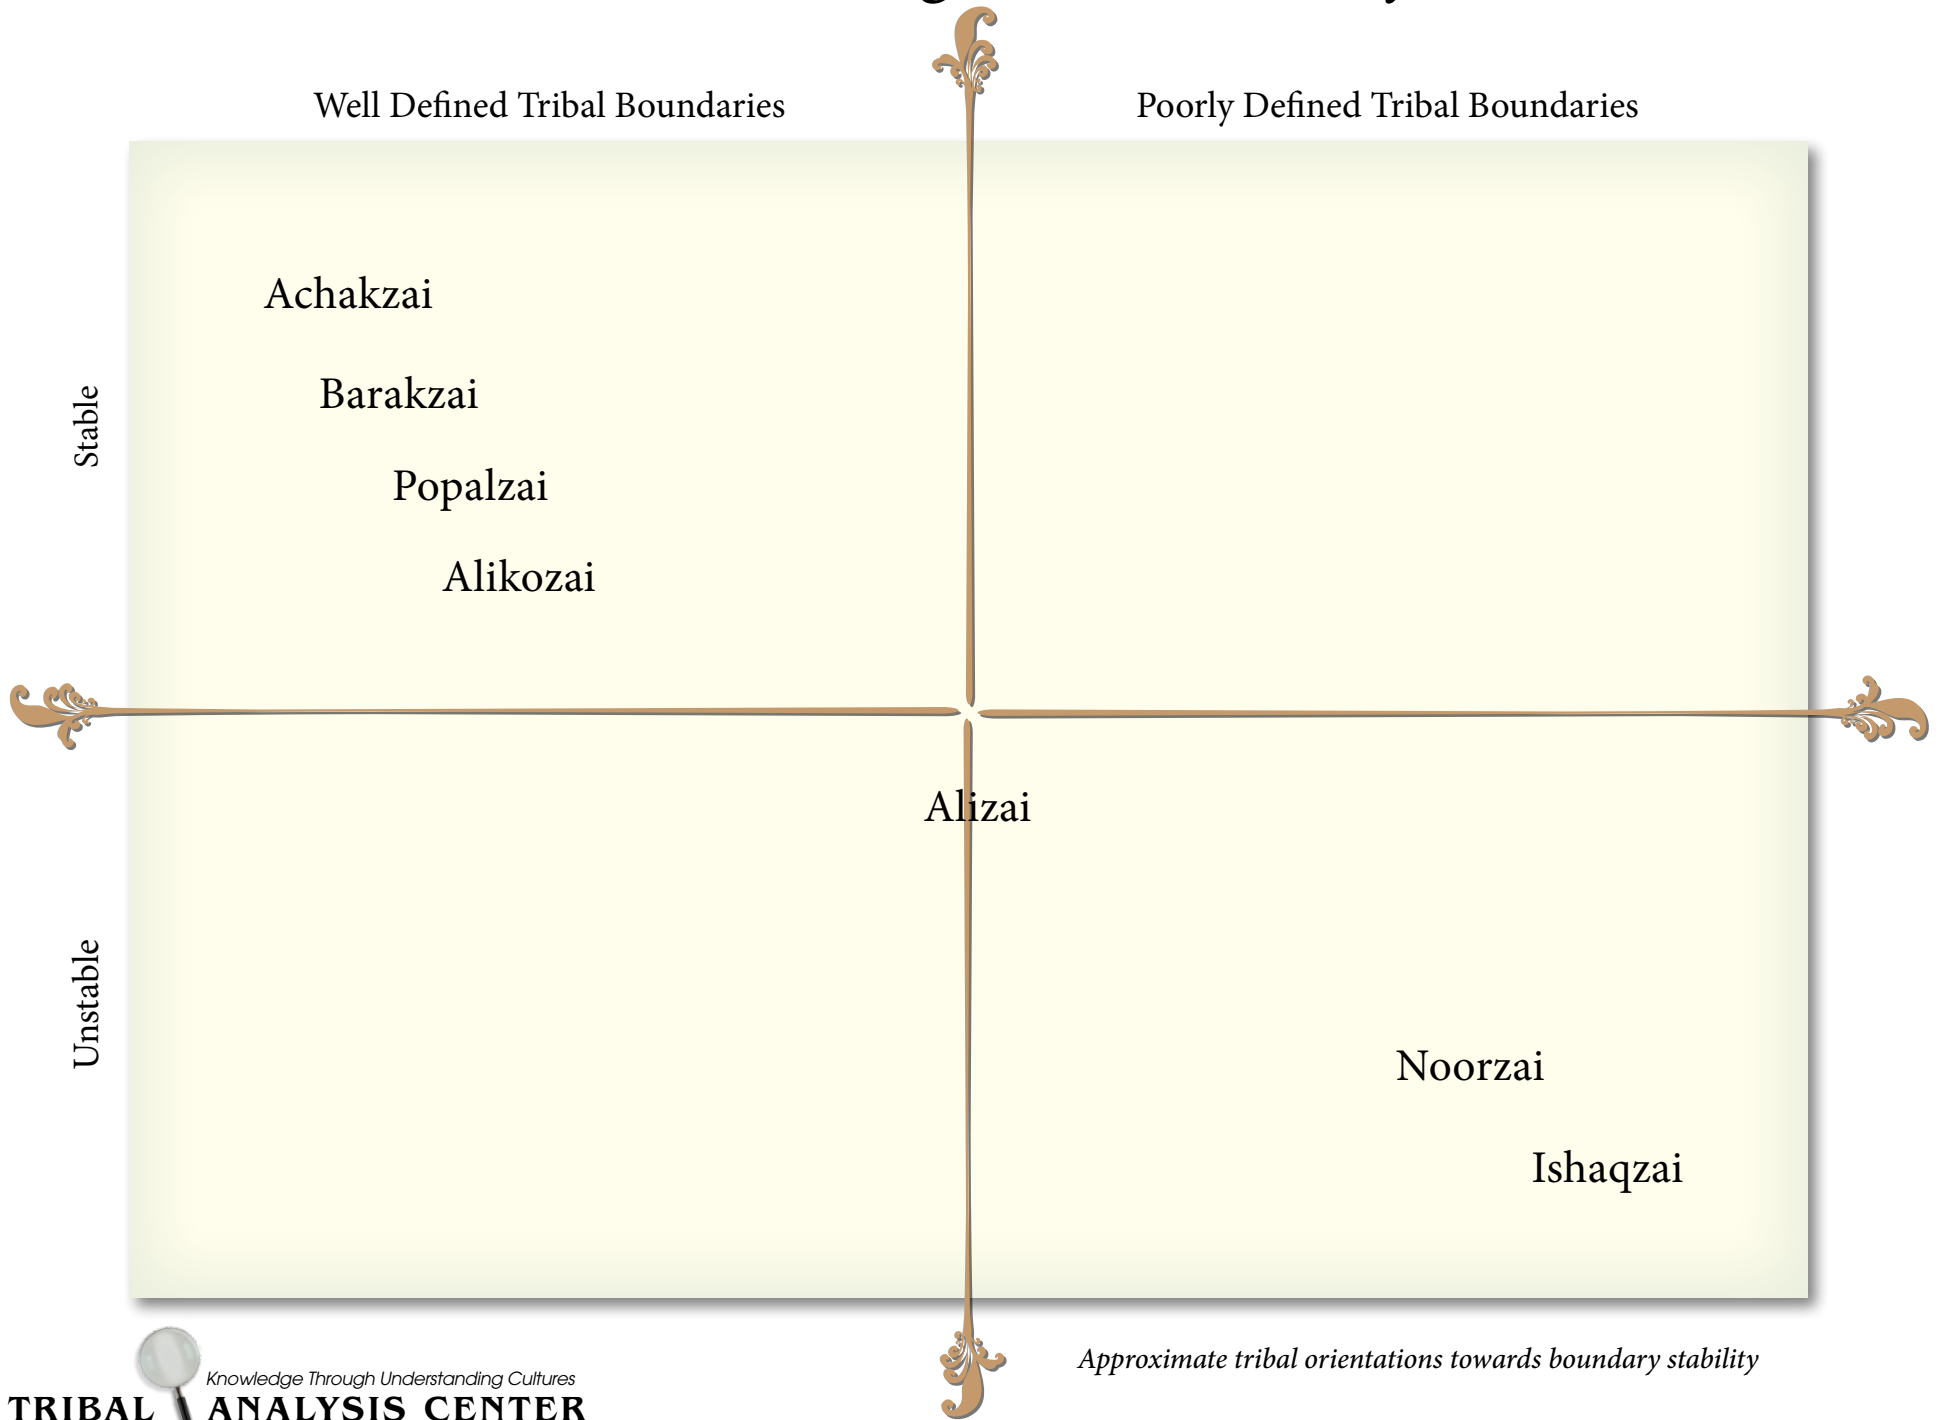 Well Defined Tribal Boundaries
Poorly Defined Tribal Boundaries
Stable
Achakzai
Barakzai
Popalzai
Alikozai
Unstable
Alizai
Noorzai
Ishaqzai
Approximate tribal orientations towards boundary stability
Knowledge Through Understanding Cultures
TRIBAL ANALYSIS CENTER